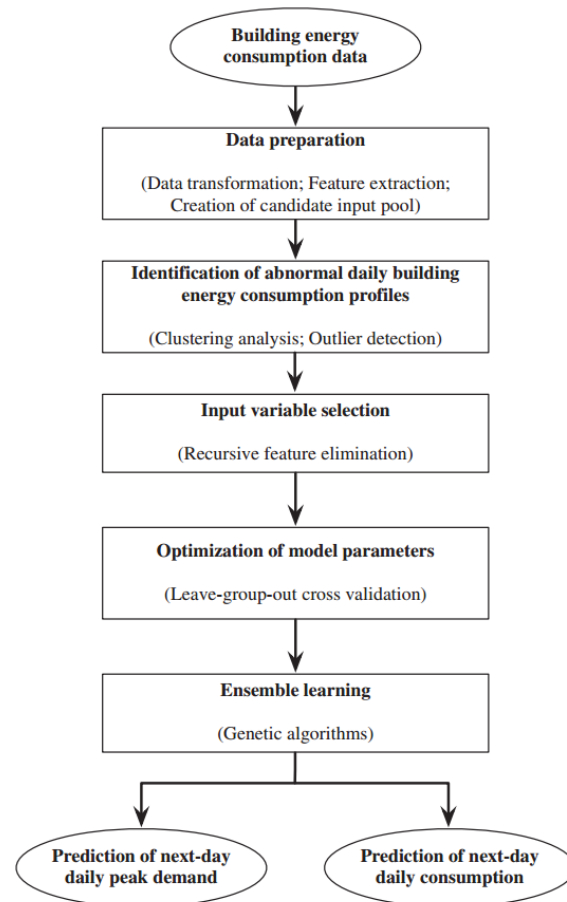 Building energy
consumption data
Data preparation
(Data transformation; Feature extraction;
Creation of candidate input pool)
Identification of abnormal daily building
energy consumption profiles
(Clustering analysis; Outlier detection)
Input variable selection
(Recursive feature elimination)
Optimization of model parameters
(Leave-group-out cross validation)
Ensemble learning
(Genetic algorithms)
Prediction of next-day
daily peak demand
Prediction of next-day
daily consumption